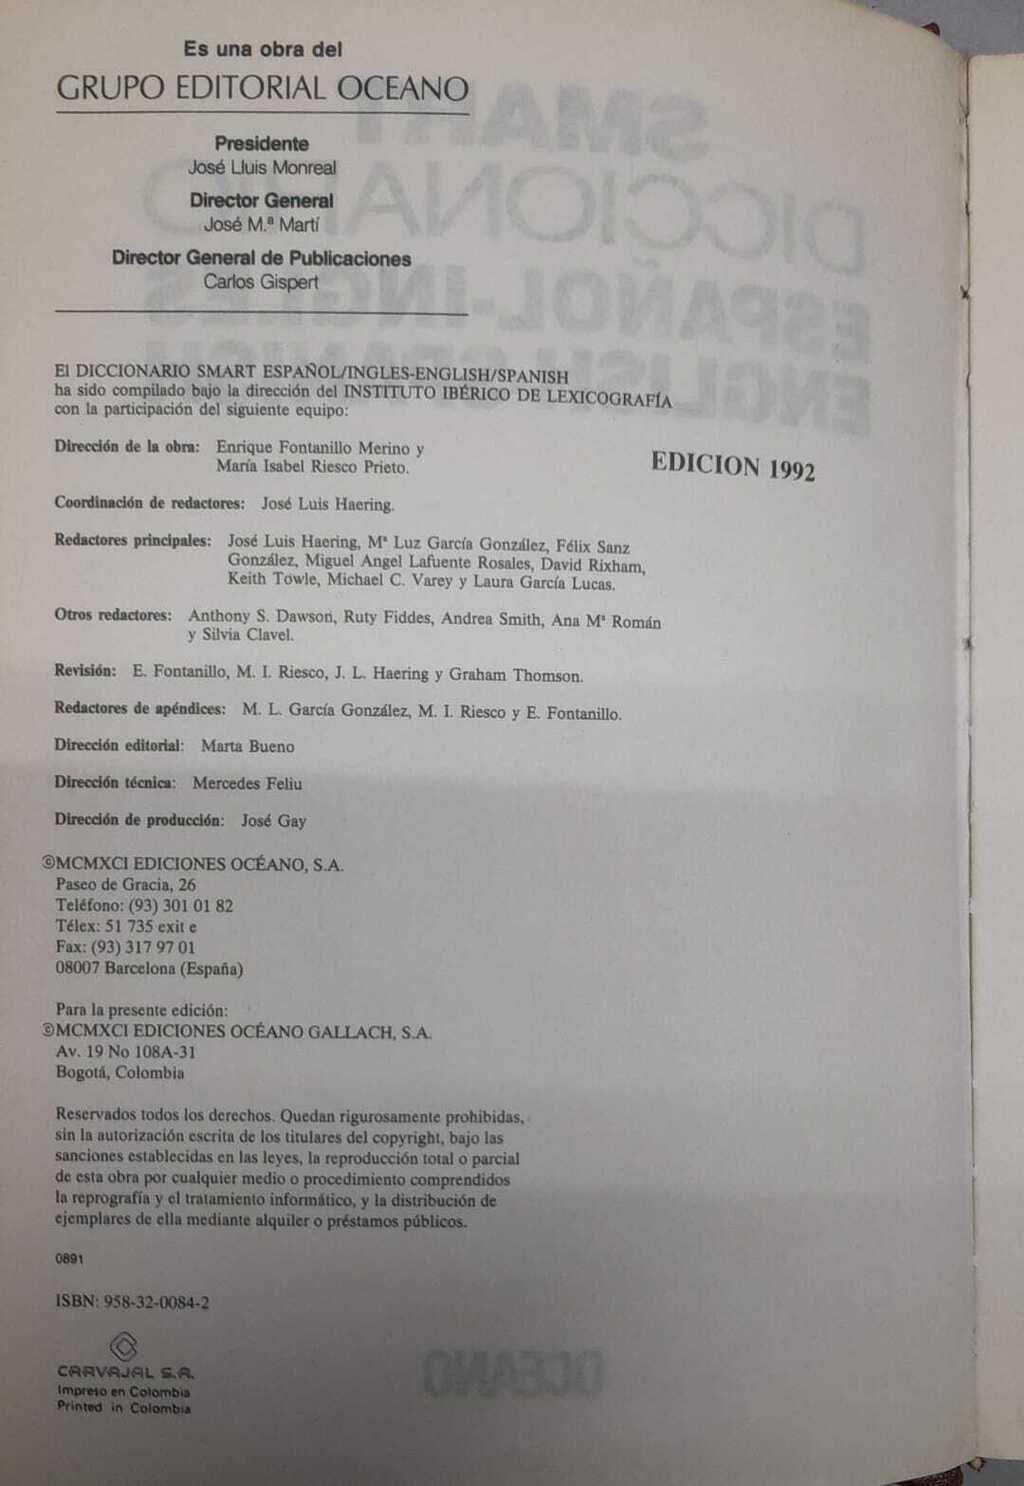 Es una obra del
GRUPO EDITORIAL OCEANO
Presidente
José Lluis Monreal
Director General
José M.ª Martí
Director General de Publicaciones
Carlos Gispert
El DICCIONARIO SMART ESPAÑOL/INGLES-ENGLISH/SPANISH
ha sido compilado bajo la dirección del INSTITUTO IBÉRICO DE LEXICOGRAFÍA
con la participación del siguiente equipo:
Dirección de la obra: Enrique Fontanillo Merino y
María Isabel Riesco Prieto.
EDICION 1992
Coordinación de redactores: José Luis Haering.
Redactores principales: José Luis Haering, Mª Luz García González, Félix Sanz
González, Miguel Angel Lafuente Rosales, David Rixham,
Keith Towle, Michael C. Varey y Laura García Lucas.
Otros redactores: Anthony S. Dawson, Ruty Fiddes, Andrea Smith, Ana Mª Román
y Silvia Clavel.
Revisión: E. Fontanillo, M. I. Riesco, J. L. Haering y Graham Thomson.
Redactores de apéndices: M. L. García González, M. I. Riesco y E. Fontanillo.
Dirección editorial: Marta Bueno
Dirección técnica: Mercedes Feliu
Dirección de producción: José Gay
©MCMXCI EDICIONES OCÉANO, S.A.
Paseo de Gracia, 26
Teléfono: (93) 301 01 82
Télex: 51 735 exit e
Fax: (93) 317 97 01
08007 Barcelona (España)
Para la presente edición:
©MCMXCI EDICIONES OCÉANO GALLACH, S.A.
Av. 19 No 108A-31
Bogotá, Colombia
Reservados todos los derechos. Quedan rigurosamente prohibidas,
sin la autorización escrita de los titulares del copyright, bajo las
sanciones establecidas en las leyes, la reproducción total o parcial
de esta obra por cualquier medio o procedimiento comprendidos
la reprografía y el tratamiento informático, y la distribución de
ejemplares de ella mediante alquiler o préstamos públicos.
0891
ISBN: 958-32-0084-2
CARVAJAL S.A.
Impreso en Colombia
Printed in Colombia